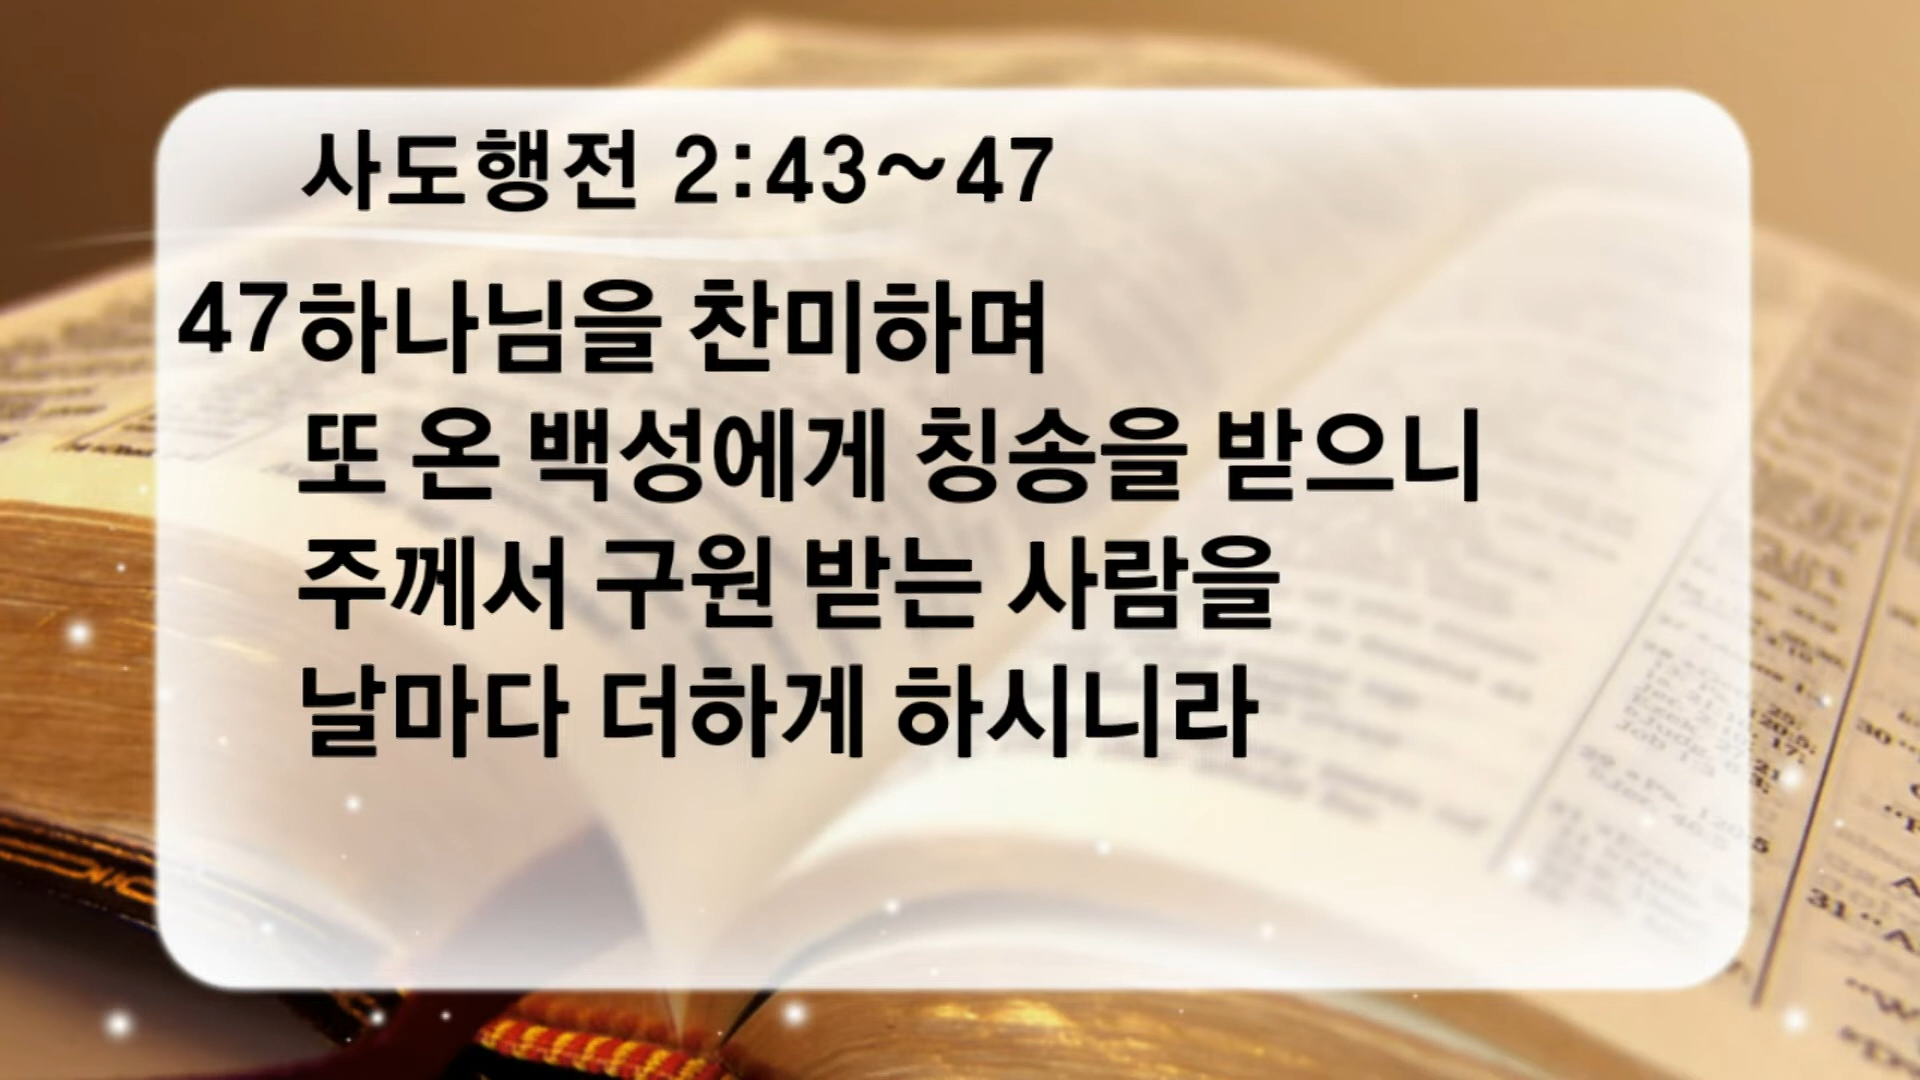 사도행전 2:43~47
47하나님을 찬미하며
또 온 백성에게 칭송을 받으니
주께서 구원 받는 사람을
날마다 더하게 하시니라